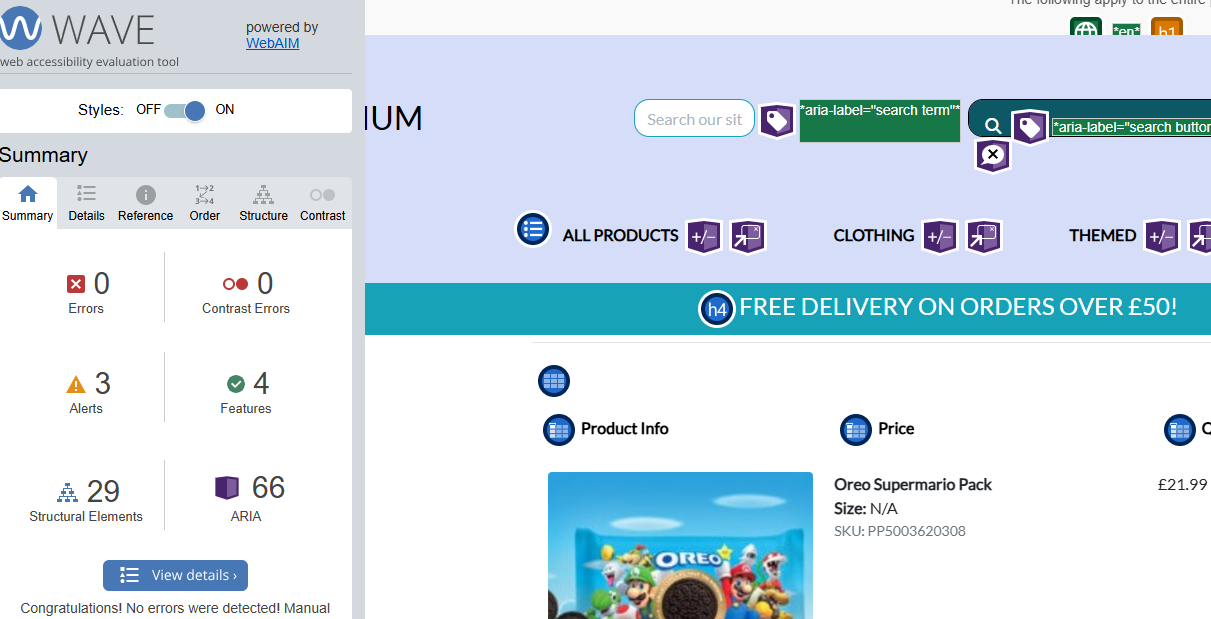 The following apply to the entire
WAVE
powered by
WebAIM
web accessibility evaluation tool
Styles: OFF ON
Summary
Summary Details Reference Order Structure Contrast
0
Errors
0
Contrast Errors
3
Alerts
4
Features
29
Structural Elements
66
ARIA
View details ›
Congratulations! No errors were detected! Manual
*en* h1
IUM
Search our sit *aria-label="search term"* *aria-label="search button
ALL PRODUCTS +/− CLOTHING +/− THEMED +/−
h4 FREE DELIVERY ON ORDERS OVER £50!
Product Info Price Q
OREO
Oreo Supermario Pack £21.99
Size: N/A
SKU: PP5003620308